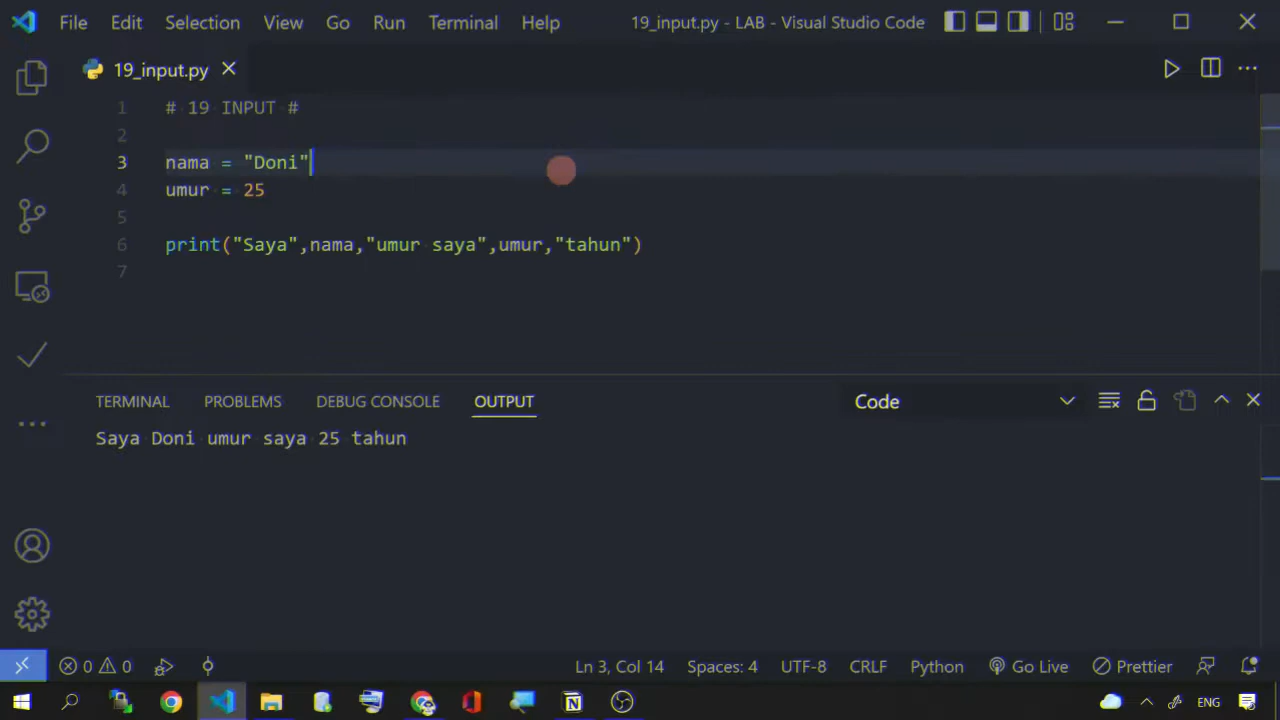 File Edit Selection View Go Run Terminal Help 19_input.py - LAB - Visual Studio Code
19_input.py
1 # 19 INPUT #
2
3 nama = "Doni"
4 umur = 25
5
6 print("Saya",nama,"umur saya",umur,"tahun")
7
TERMINAL PROBLEMS DEBUG CONSOLE OUTPUT Code
Saya Doni umur saya 25 tahun
0 0 Ln 3, Col 14 Spaces: 4 UTF-8 CRLF Python Go Live Prettier
ENG